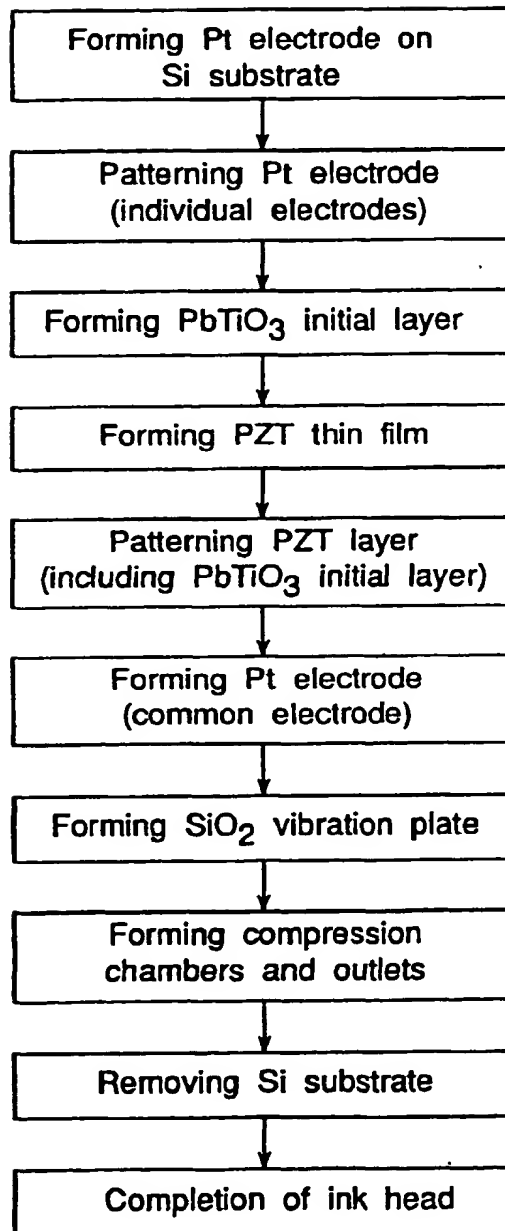 Forming Pt electrode on
Si substrate
Patterning Pt electrode
(individual electrodes)
Forming PbTiO₃ initial layer
Forming PZT thin film
Patterning PZT layer
(including PbTiO₃ initial layer)
Forming Pt electrode
(common electrode)
Forming SiO₂ vibration plate
Forming compression
chambers and outlets
Removing Si substrate
Completion of ink head